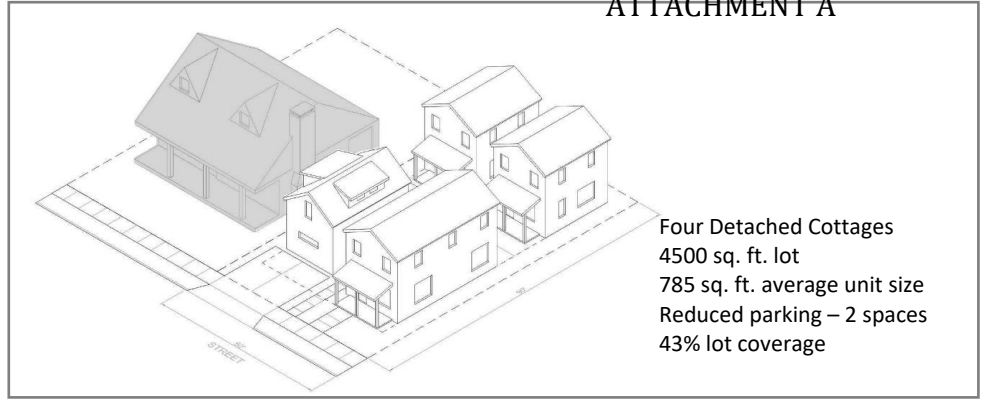 ATTACHMENT A
Four Detached Cottages
4500 sq. ft. lot
785 sq. ft. average unit size
Reduced parking – 2 spaces
43% lot coverage
STREET